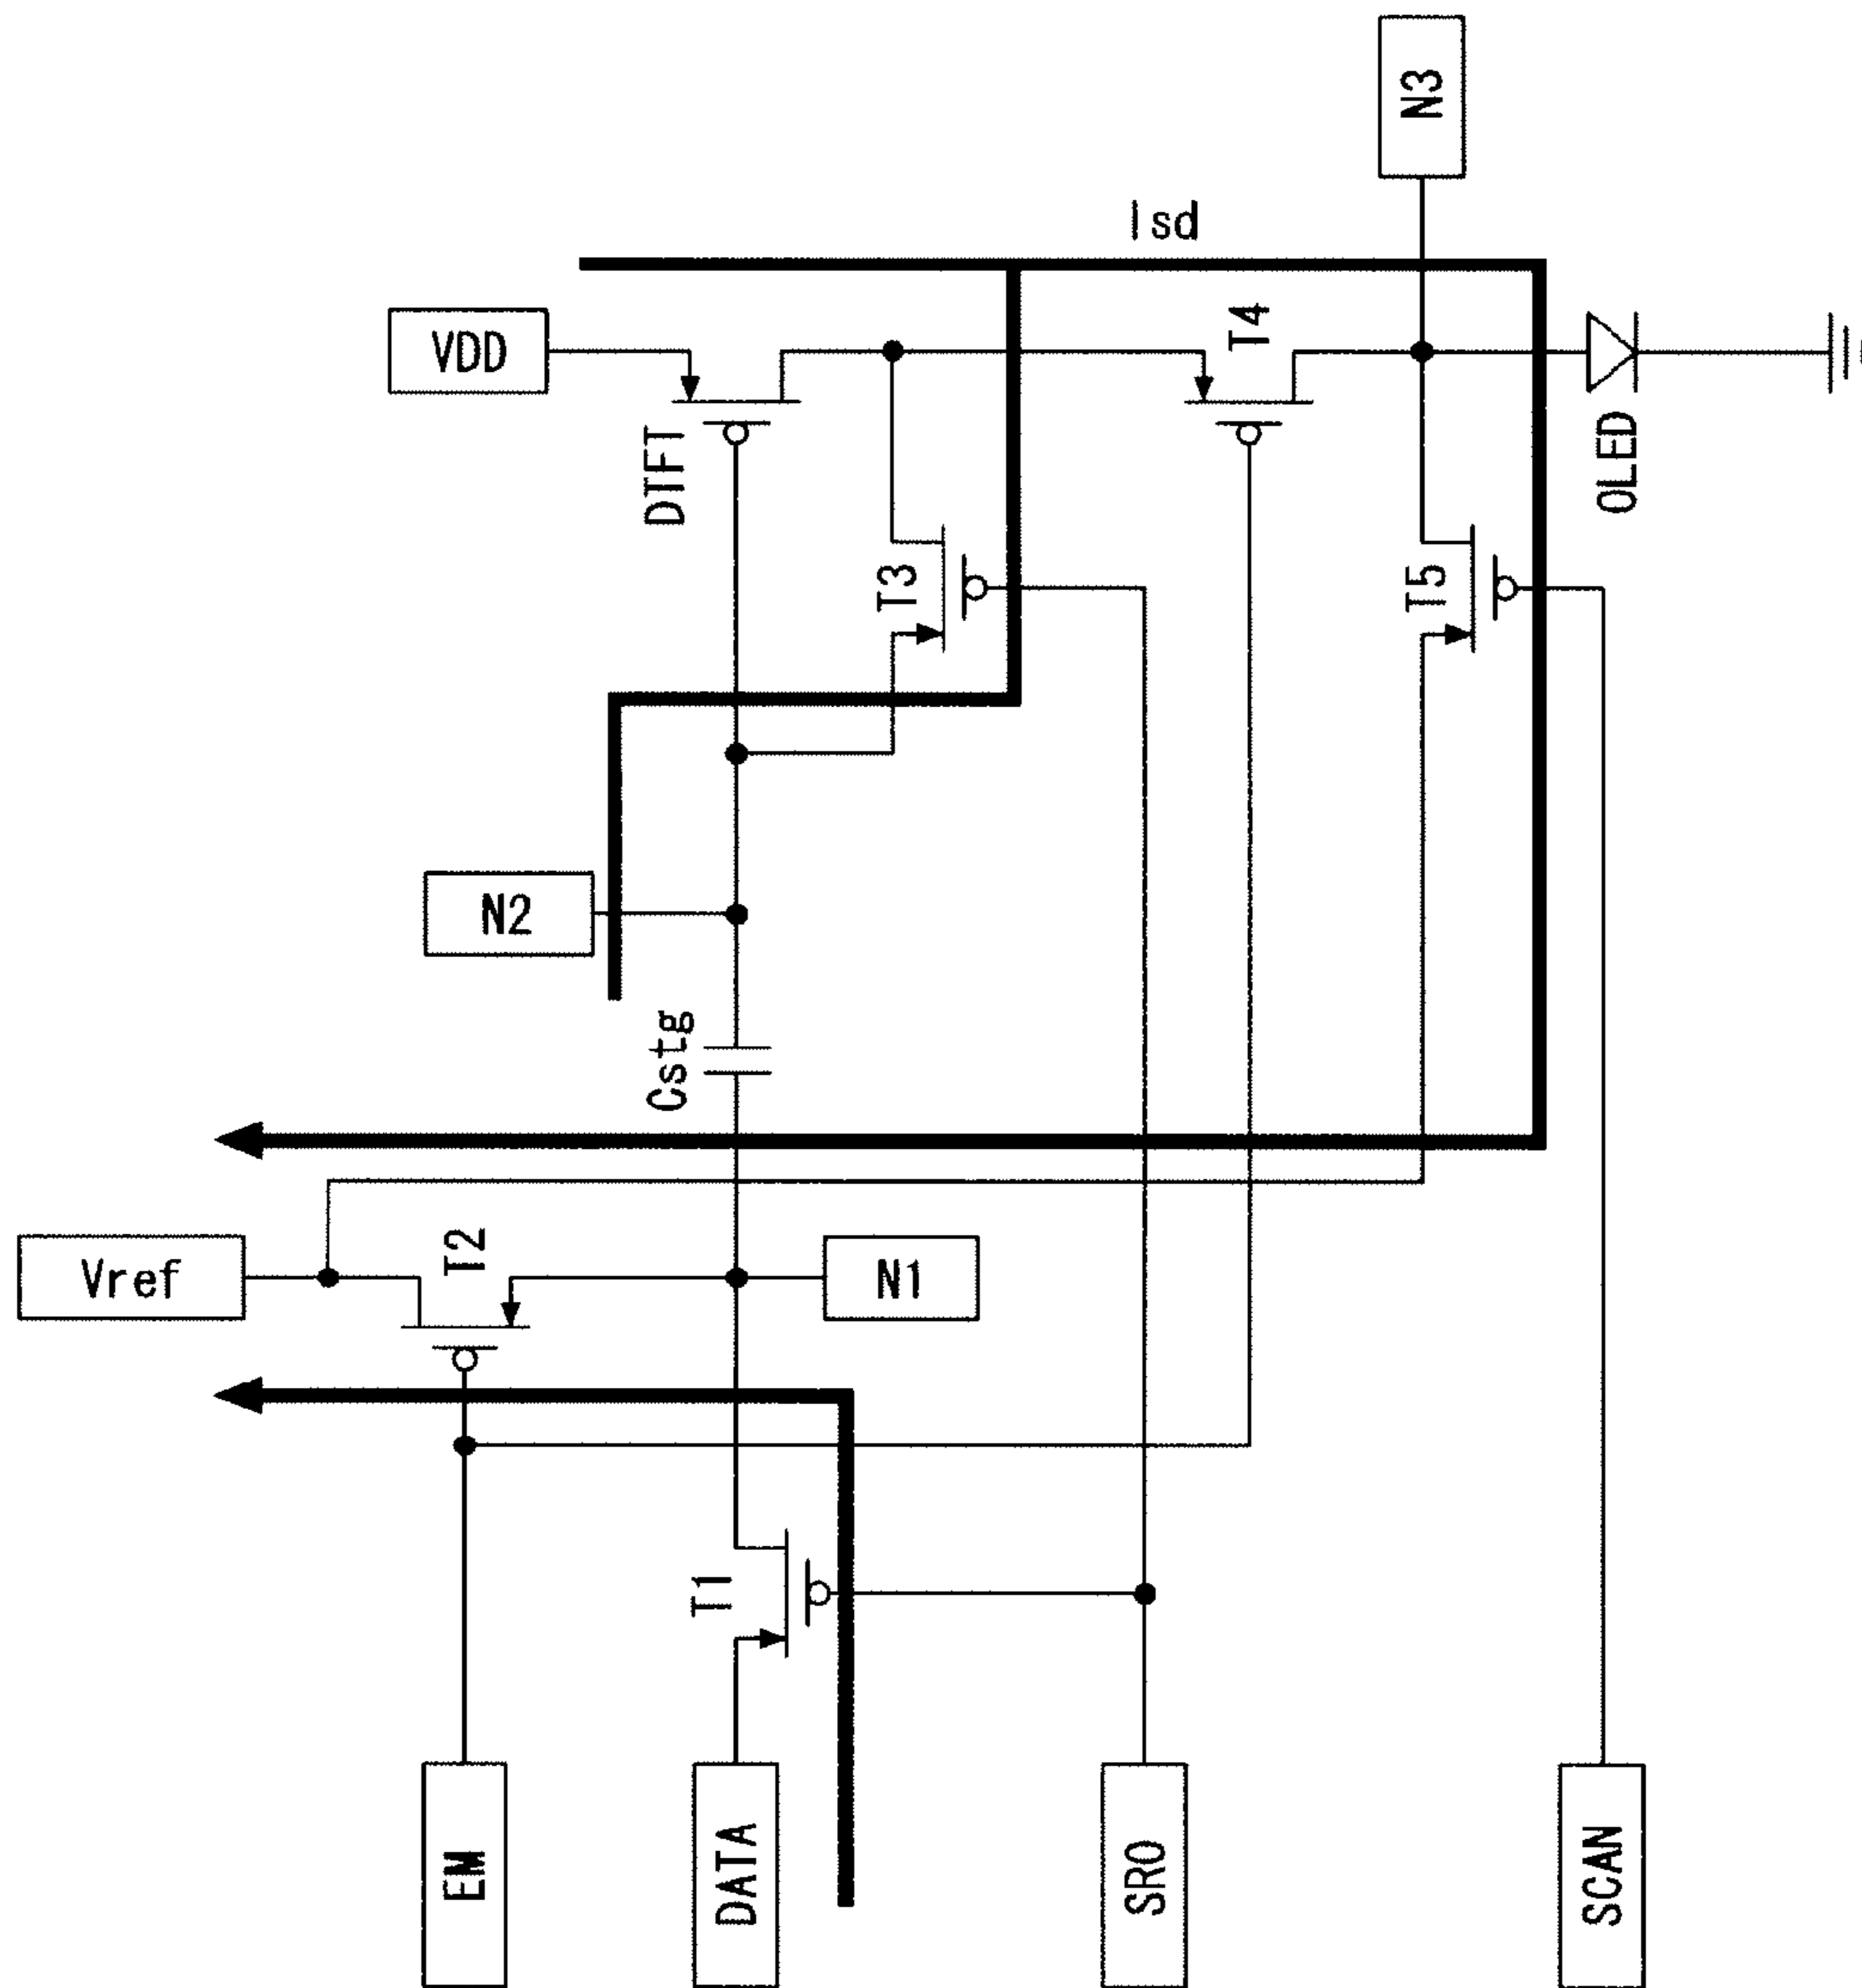 N3
Isd
VDD
T4
DTFT
OLED
T3
T5
N2
Cstg
Vref
T2
N1
T1
EM
DATA
SRO
SCAN